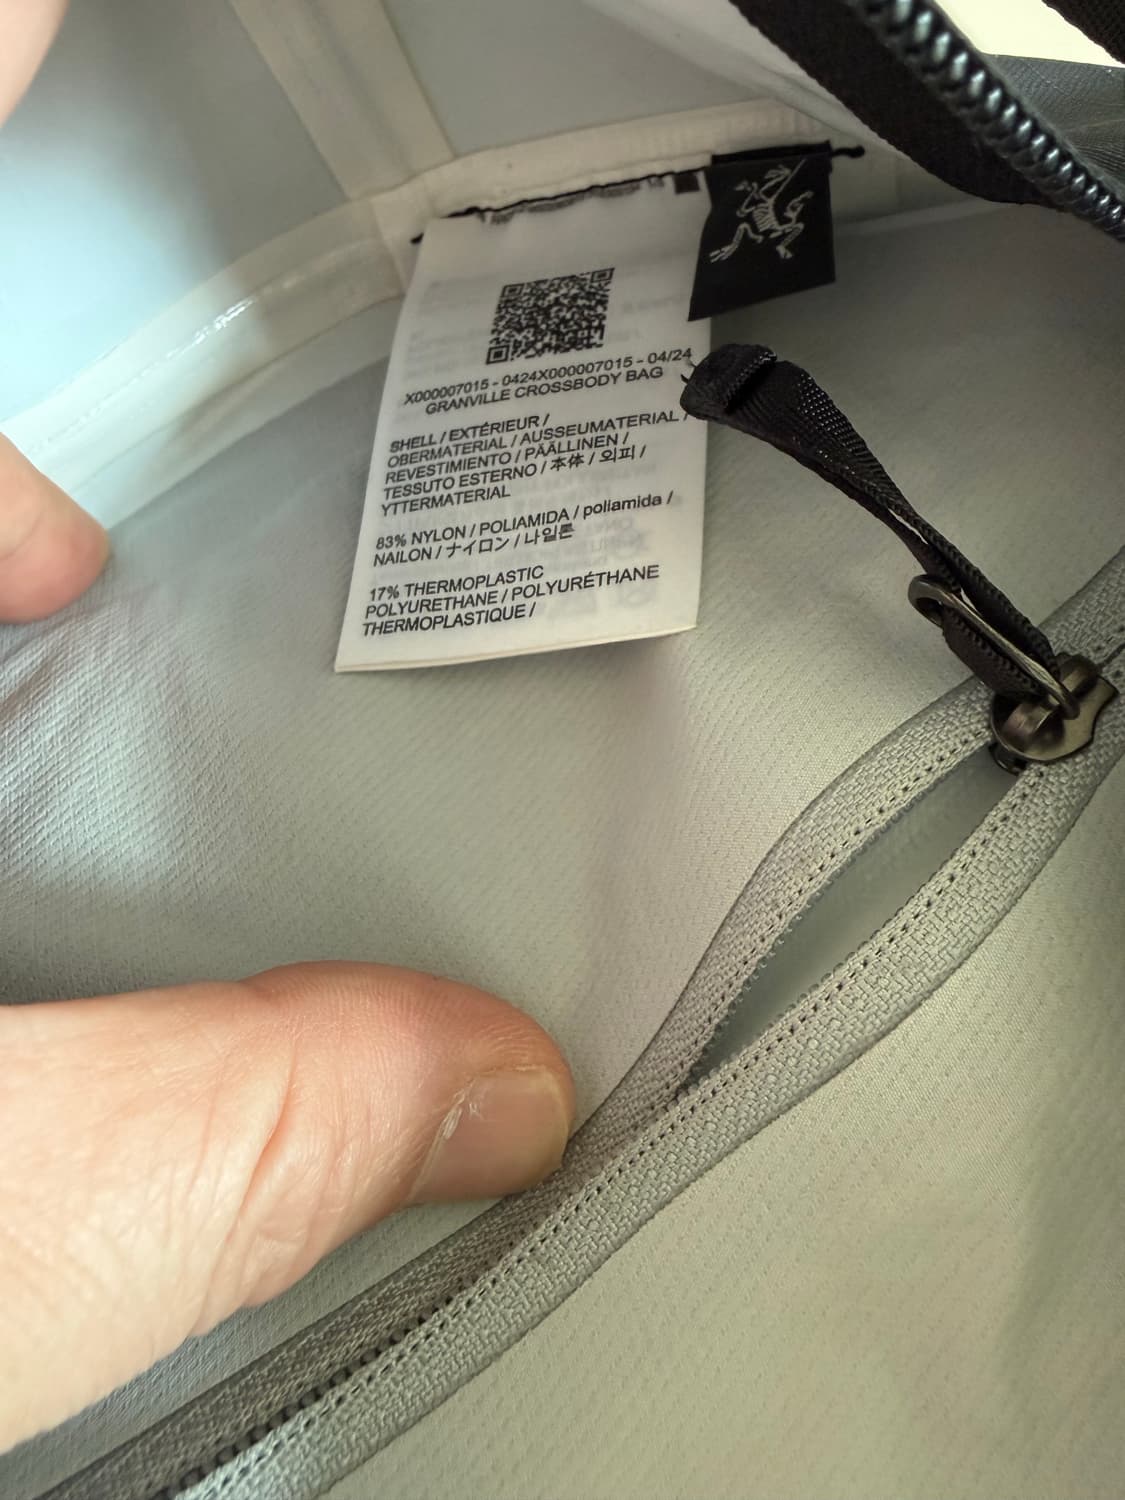 X000007015 - 0424X000007015 - 04/24
GRANVILLE CROSSBODY BAG
SHELL / EXTÉRIEUR /
OBERMATERIAL / AUSSEUMATERIAL /
REVESTIMIENTO / PÄÄLLINEN /
TESSUTO ESTERNO / 本体 / 외피 /
YTTERMATERIAL
83% NYLON / POLIAMIDA / poliamida /
NAILON / ナイロン / 나일론
17% THERMOPLASTIC
POLYURETHANE / POLYURÉTHANE
THERMOPLASTIQUE /